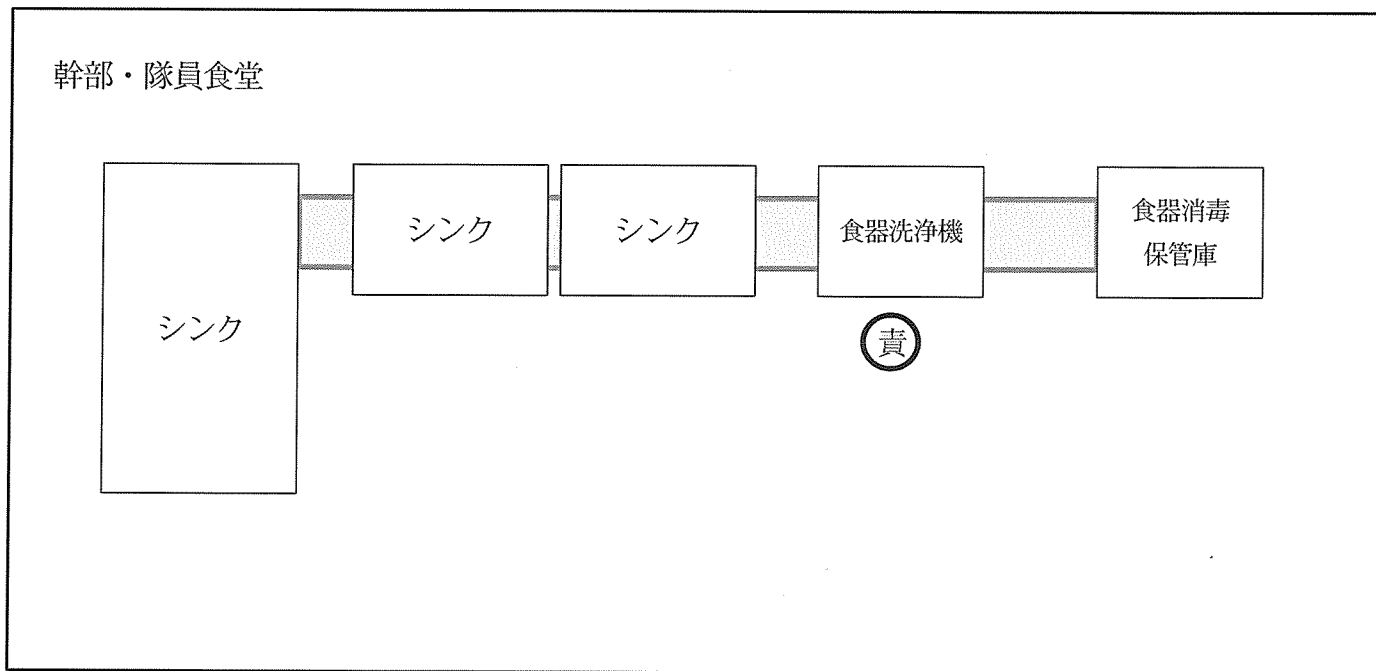 幹部・隊員食堂
シンク
シンク
シンク
食器洗浄機
食器消毒
保管庫
責